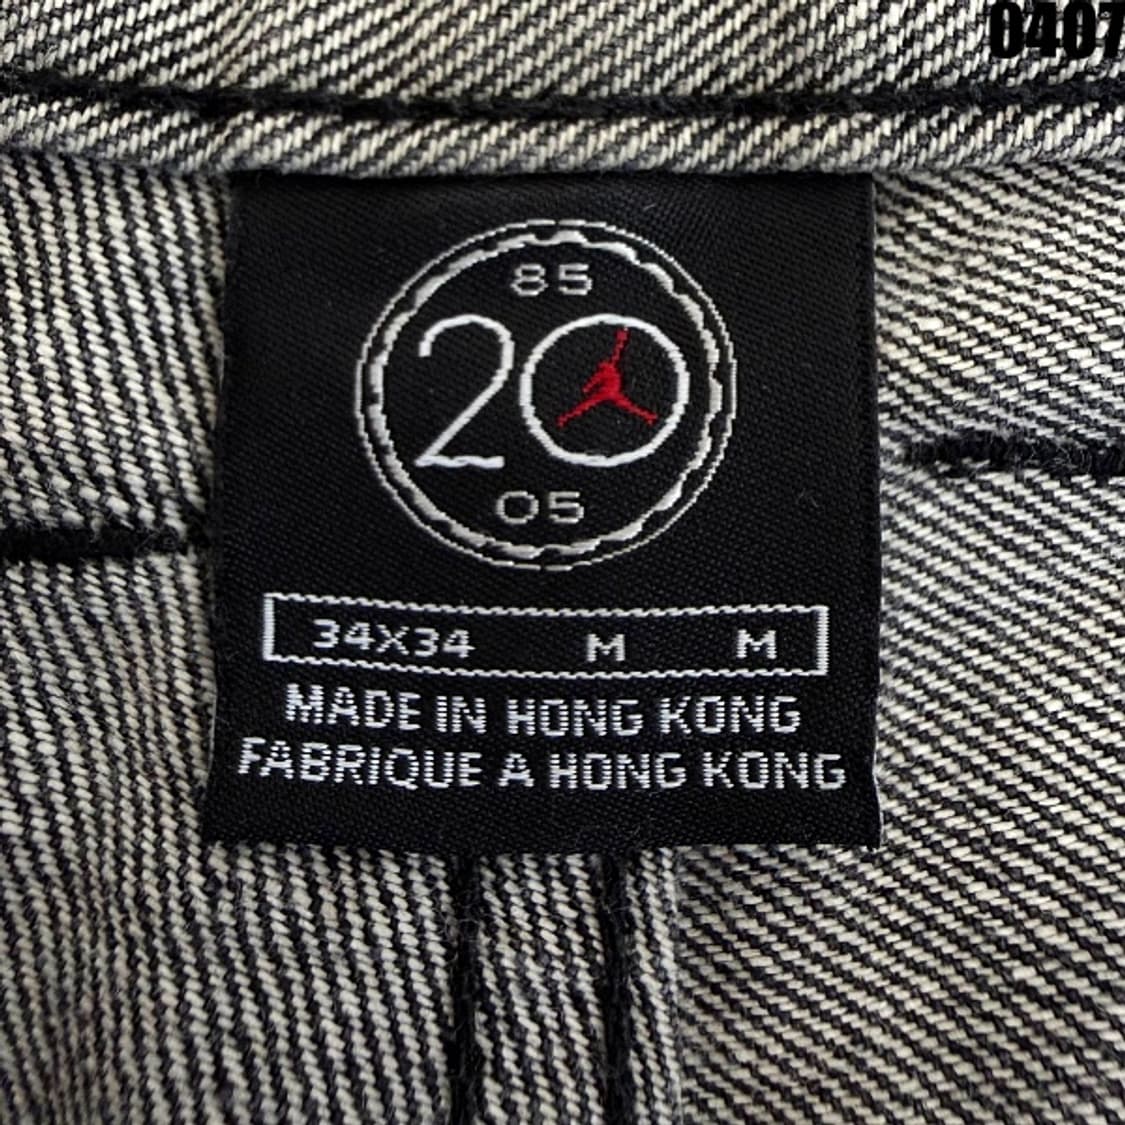 0407
85
20
05
34X34 M M
MADE IN HONG KONG
FABRIQUE A HONG KONG